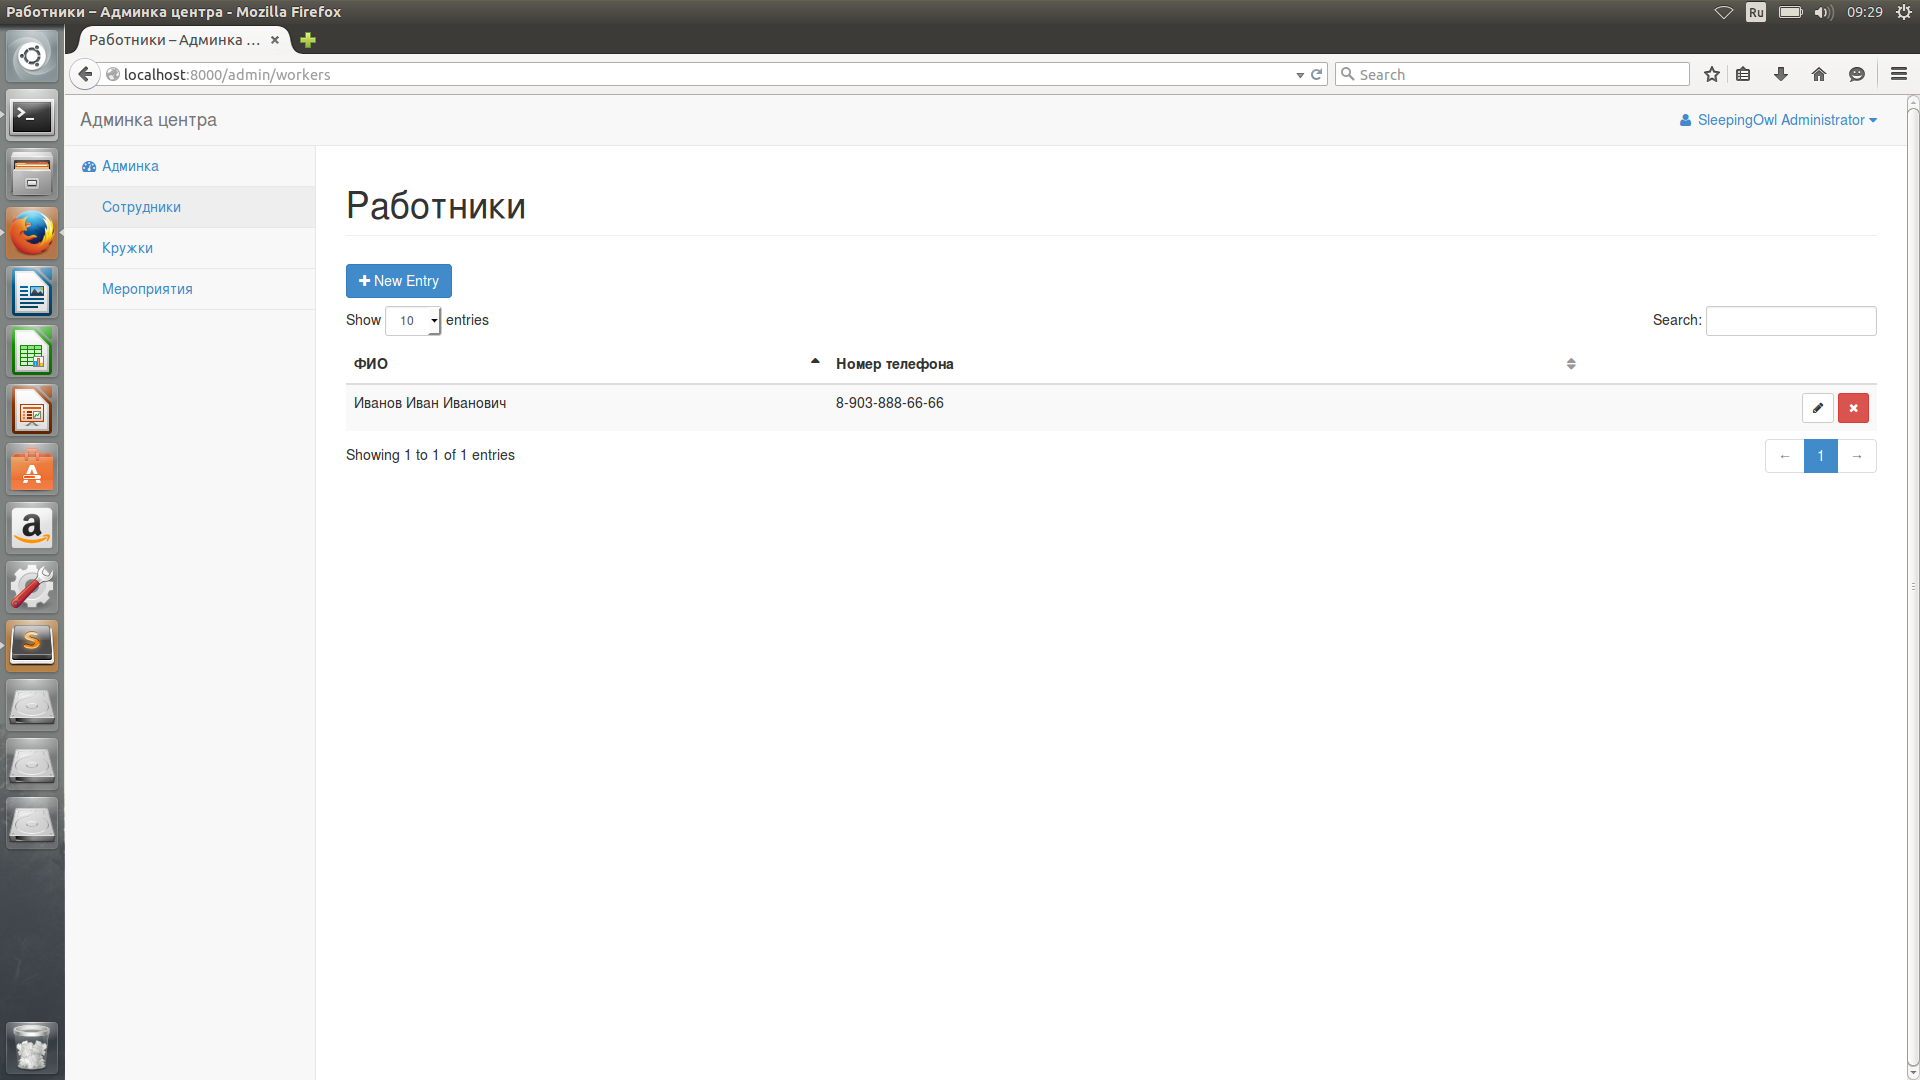 Работники – Админка центра - Mozilla Firefox
Ru
09:29
Работники – Админка ...
localhost:8000/admin/workers
Search
Админка центра
SleepingOwl Administrator
Админка
Сотрудники
Кружки
Мероприятия
Работники
New Entry
Show 10 entries
Search:
ФИО
Номер телефона
Иванов Иван Иванович
8-903-888-66-66
Showing 1 to 1 of 1 entries
← 1 →